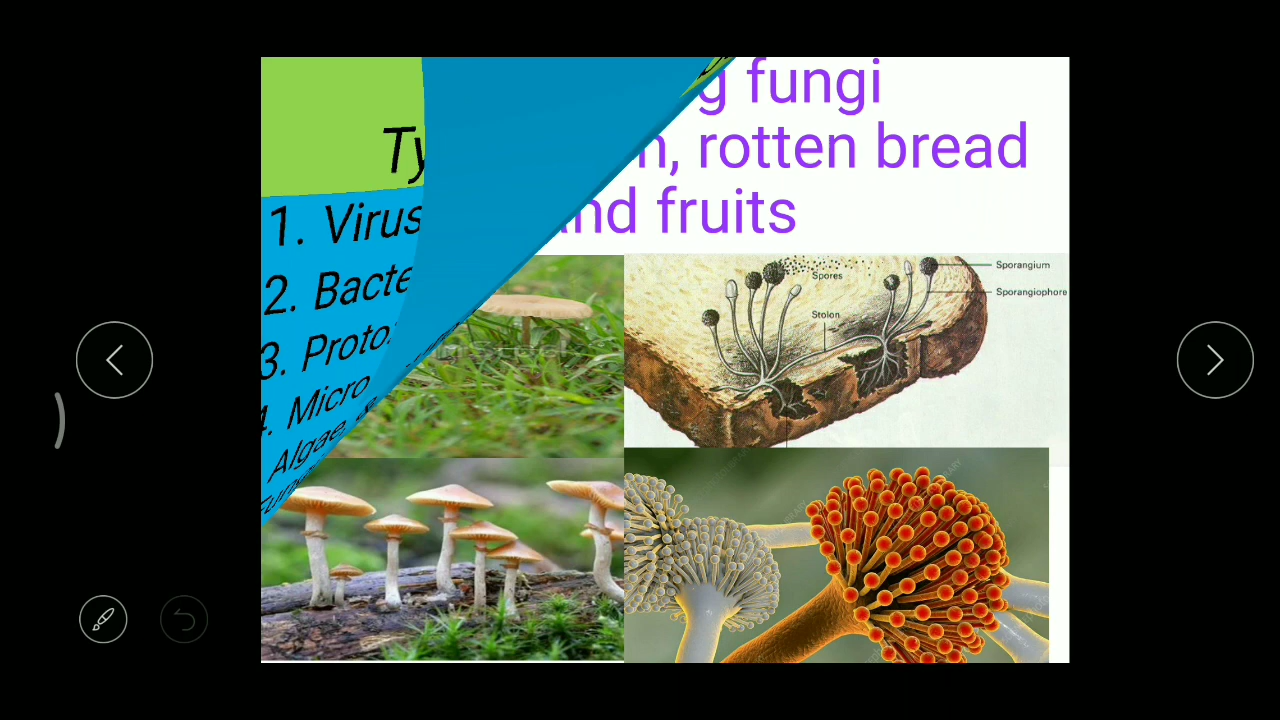 g fungi
rotten bread
and fruits
Ty
1. Virus
2. Bacte
3. Proto
4. Micro
Algae,
Spores
Stolon
Sporangium
Sporangiophore